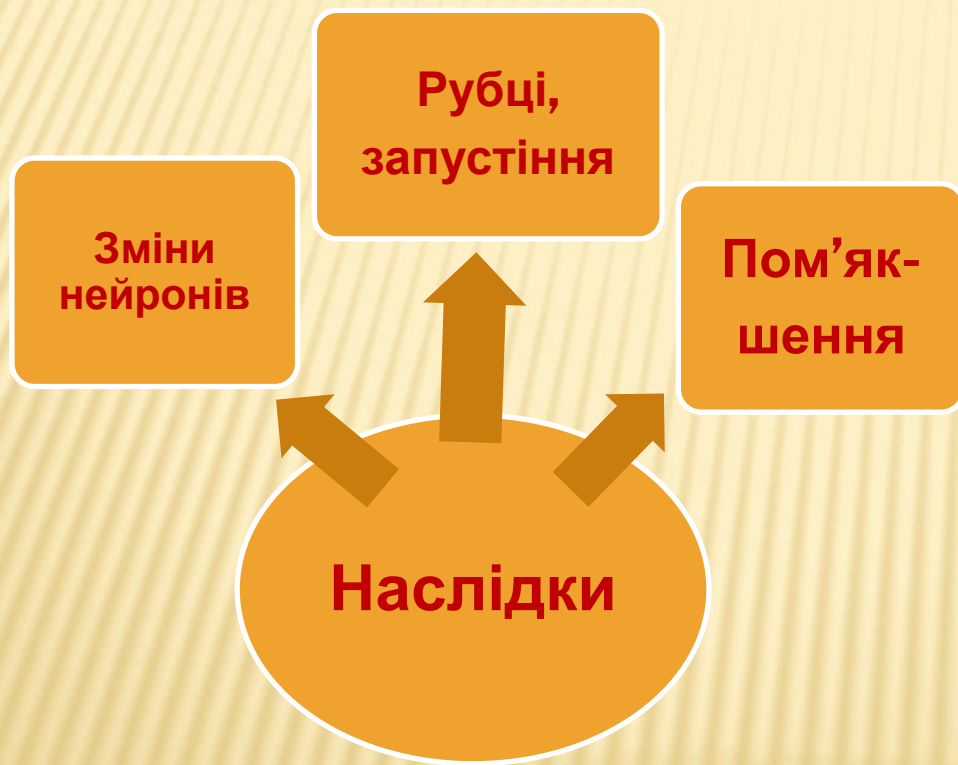 Рубці,
запустіння
Зміни
нейронів
Пом’як-
шення
Наслідки